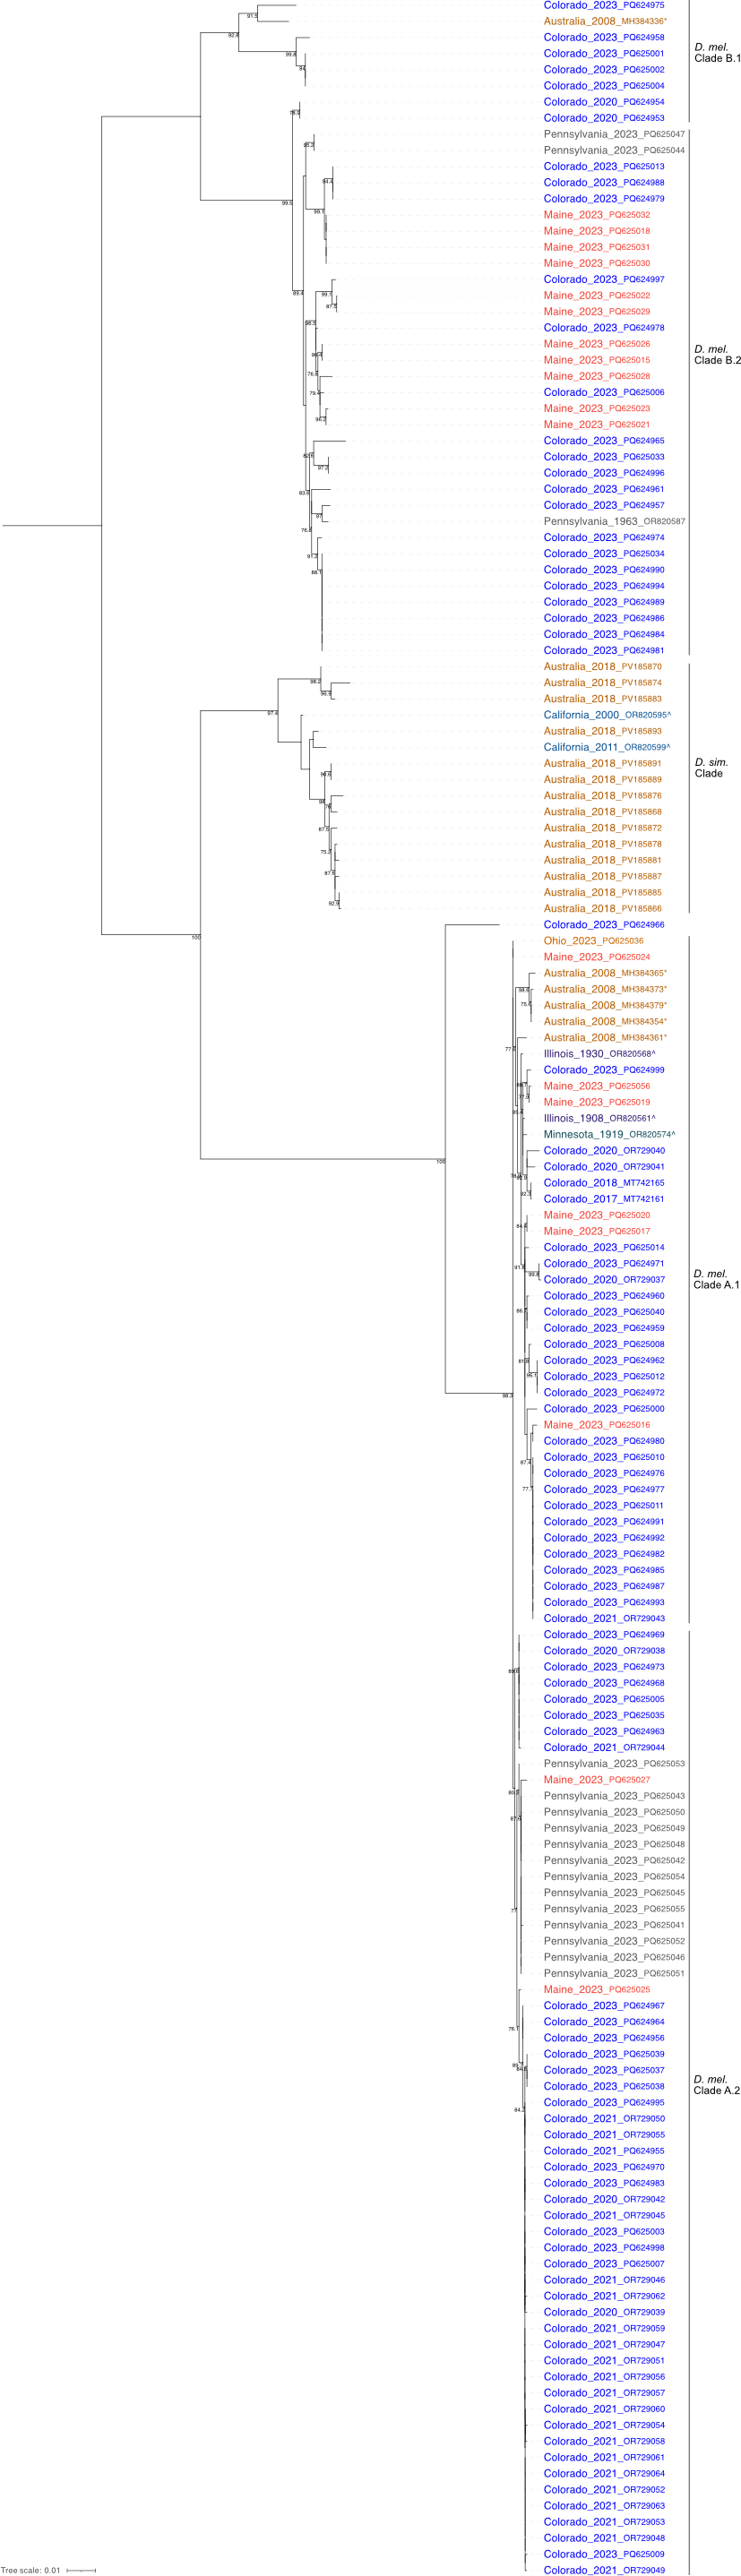 Colorado_2023_PQ624975
Australia_2008_MH384336*
Colorado_2023_PQ624958
Colorado_2023_PQ625001
Colorado_2023_PQ625002
Colorado_2023_PQ625004
D. mel.
Clade B.1
Colorado_2020_PQ624954
Colorado_2020_PQ624953
Pennsylvania_2023_PQ625047
Pennsylvania_2023_PQ625044
Colorado_2023_PQ625013
Colorado_2023_PQ624988
Colorado_2023_PQ624979
Maine_2023_PQ625032
Maine_2023_PQ625018
Maine_2023_PQ625031
Maine_2023_PQ625030
Colorado_2023_PQ624997
Maine_2023_PQ625022
Maine_2023_PQ625029
Colorado_2023_PQ624978
Maine_2023_PQ625026
Maine_2023_PQ625015
D. mel.
Clade B.2
Maine_2023_PQ625028
Colorado_2023_PQ625006
Maine_2023_PQ625023
Maine_2023_PQ625021
Colorado_2023_PQ624965
Colorado_2023_PQ625033
Colorado_2023_PQ624996
Colorado_2023_PQ624961
Colorado_2023_PQ624957
Pennsylvania_1963_OR820587
Colorado_2023_PQ624974
Colorado_2023_PQ625034
Colorado_2023_PQ624990
Colorado_2023_PQ624994
Colorado_2023_PQ624989
Colorado_2023_PQ624986
Colorado_2023_PQ624984
Colorado_2023_PQ624981
Australia_2018_PV185870
Australia_2018_PV185874
Australia_2018_PV185883
California_2000_OR820595^
Australia_2018_PV185893
California_2011_OR820599^
Australia_2018_PV185891
D. sim.
Clade
Australia_2018_PV185889
Australia_2018_PV185876
Australia_2018_PV185868
Australia_2018_PV185872
Australia_2018_PV185878
Australia_2018_PV185881
Australia_2018_PV185887
Australia_2018_PV185885
Australia_2018_PV185866
Colorado_2023_PQ624966
Ohio_2023_PQ625036
Maine_2023_PQ625024
Australia_2008_MH384365*
Australia_2008_MH384373*
Australia_2008_MH384379*
Australia_2008_MH384354*
Australia_2008_MH384361*
Illinois_1930_OR820568^
Colorado_2023_PQ624999
Maine_2023_PQ625056
Maine_2023_PQ625019
Illinois_1908_OR820561^
Minnesota_1919_OR820574^
Colorado_2020_OR729040
Colorado_2020_OR729041
Colorado_2018_MT742165
Colorado_2017_MT742161
Maine_2023_PQ625020
Maine_2023_PQ625017
Colorado_2023_PQ625014
Colorado_2023_PQ624971
Colorado_2020_OR729037
D. mel.
Clade A.1
Colorado_2023_PQ624960
Colorado_2023_PQ625040
Colorado_2023_PQ624959
Colorado_2023_PQ625008
Colorado_2023_PQ624962
Colorado_2023_PQ625012
Colorado_2023_PQ624972
Colorado_2023_PQ625000
Maine_2023_PQ625016
Colorado_2023_PQ624980
Colorado_2023_PQ625010
Colorado_2023_PQ624976
Colorado_2023_PQ624977
Colorado_2023_PQ625011
Colorado_2023_PQ624991
Colorado_2023_PQ624992
Colorado_2023_PQ624982
Colorado_2023_PQ624985
Colorado_2023_PQ624987
Colorado_2023_PQ624993
Colorado_2021_OR729043
Colorado_2023_PQ624969
Colorado_2020_OR729038
Colorado_2023_PQ624973
Colorado_2023_PQ624968
Colorado_2023_PQ625005
Colorado_2023_PQ625035
Colorado_2023_PQ624963
Colorado_2021_OR729044
Pennsylvania_2023_PQ625053
Maine_2023_PQ625027
Pennsylvania_2023_PQ625043
Pennsylvania_2023_PQ625050
Pennsylvania_2023_PQ625049
Pennsylvania_2023_PQ625048
Pennsylvania_2023_PQ625042
Pennsylvania_2023_PQ625054
Pennsylvania_2023_PQ625045
Pennsylvania_2023_PQ625055
Pennsylvania_2023_PQ625041
Pennsylvania_2023_PQ625052
Pennsylvania_2023_PQ625046
Pennsylvania_2023_PQ625051
Maine_2023_PQ625025
Colorado_2023_PQ624967
Colorado_2023_PQ624964
Colorado_2023_PQ624956
Colorado_2023_PQ625039
Colorado_2023_PQ625037
Colorado_2023_PQ625038
D. mel.
Clade A.2
Colorado_2023_PQ624995
Colorado_2021_OR729050
Colorado_2021_OR729055
Colorado_2021_PQ624955
Colorado_2023_PQ624970
Colorado_2023_PQ624983
Colorado_2020_OR729042
Colorado_2021_OR729045
Colorado_2023_PQ625003
Colorado_2023_PQ624998
Colorado_2023_PQ625007
Colorado_2021_OR729046
Colorado_2021_OR729062
Colorado_2020_OR729039
Colorado_2021_OR729059
Colorado_2021_OR729047
Colorado_2021_OR729051
Colorado_2021_OR729056
Colorado_2021_OR729057
Colorado_2021_OR729060
Colorado_2021_OR729054
Colorado_2021_OR729058
Colorado_2021_OR729061
Colorado_2021_OR729064
Colorado_2021_OR729052
Colorado_2021_OR729063
Colorado_2021_OR729053
Colorado_2021_OR729048
Colorado_2023_PQ625009
Colorado_2021_OR729049
Tree scale: 0.01